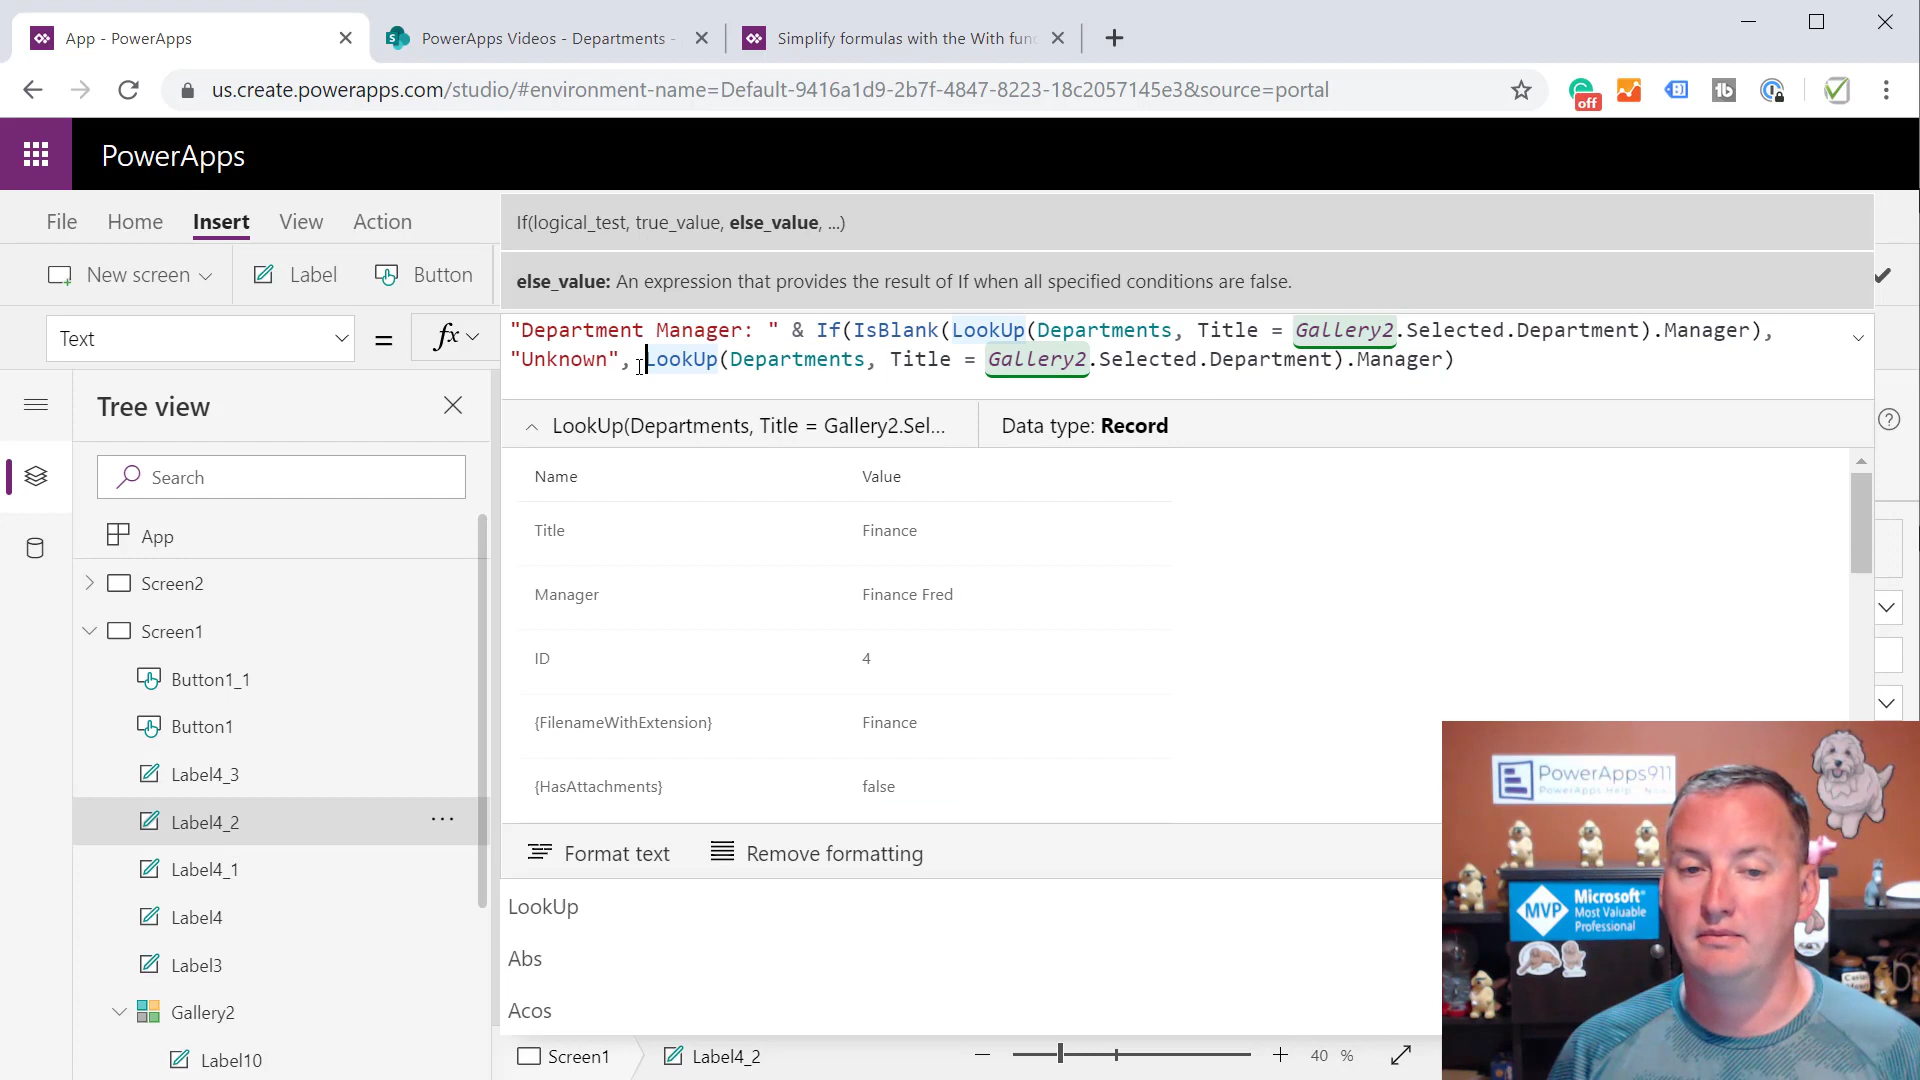 App - PowerApps
PowerApps Videos - Departments -
Simplify formulas with the With func
us.create.powerapps.com/studio/#environment-name=Default-9416a1d9-2b7f-4847-8223-18c2057145e3&source=portal
off
PowerApps
File
Home
Insert
View
Action
New screen
Label
Button
If(logical_test, true_value, else_value, ...)
else_value: An expression that provides the result of If when all specified conditions are false.
Text
=
fx
"Department Manager: " & If(IsBlank(LookUp(Departments, Title = Gallery2.Selected.Department).Manager),
"Unknown", LookUp(Departments, Title = Gallery2.Selected.Department).Manager)
Tree view
Search
App
Screen2
Screen1
Button1_1
Button1
Label4_3
Label4_2
Label4_1
Label4
Label3
Gallery2
Label10
LookUp(Departments, Title = Gallery2.Sel...
Data type: Record
Name
Value
Title
Finance
Manager
Finance Fred
ID
4
{FilenameWithExtension}
Finance
{HasAttachments}
false
Format text
Remove formatting
LookUp
Abs
Acos
Screen1
Label4_2
40 %
PowerApps911
PowerApps Help
MVP
Microsoft®
Most Valuable
Professional